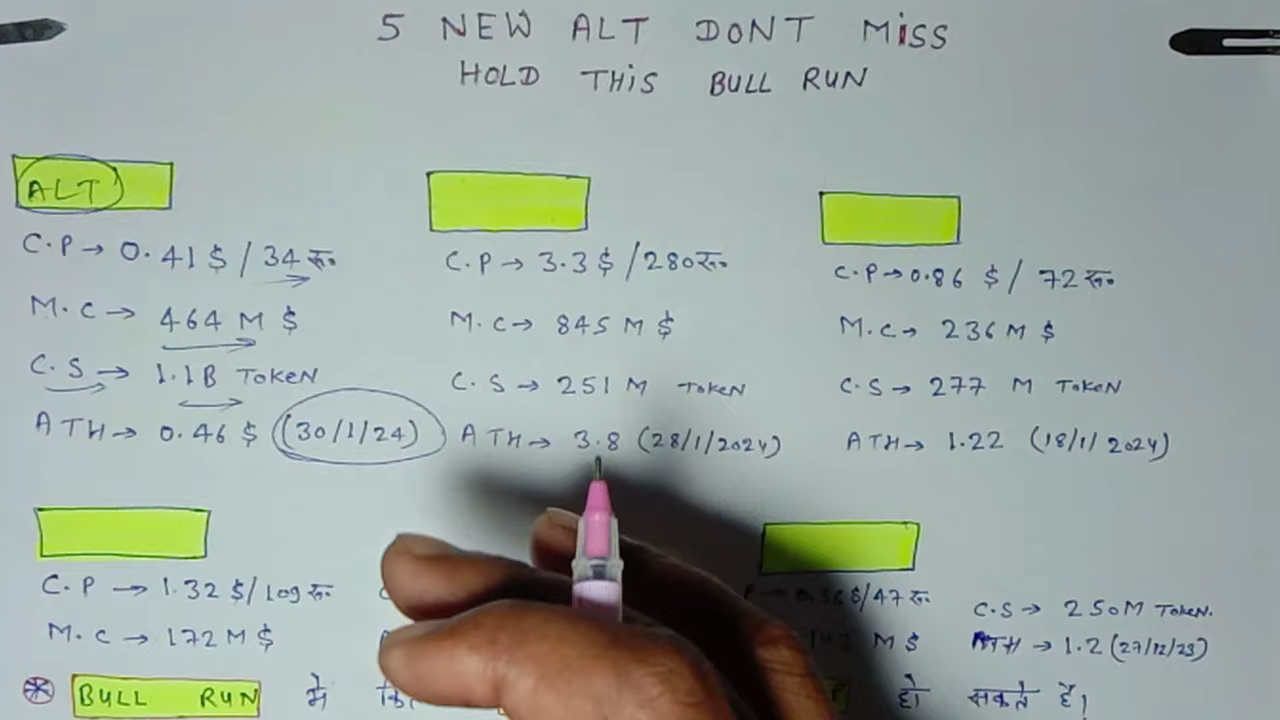 5 NEW ALT DONT MiSS
HOLD THiS BULL RUN
ALT
C.P → 0.41 $ / 34 रू.
M.C → 464 M $
C.S → 1.1B TOKEN
ATH → 0.46 $ (30/1/24)
C.P → 3.3 $ / 280 रू.
M.C → 845 M $
C.S → 251 M TOKEN
ATH → 3.8 (28/1/2024)
C.P → 0.86 $ / 72 रू.
M.C → 236 M $
C.S → 277 M TOKEN
ATH → 1.22 (18/1/2024)
C.P → 1.32 $ / 109 रू.
M.C → 172 M $
$ / 47 रू.
M $
C.S → 250M TOKEN.
ATH → 1.2 (27/12/23)
BULL RUN मे हो सकते हैं।